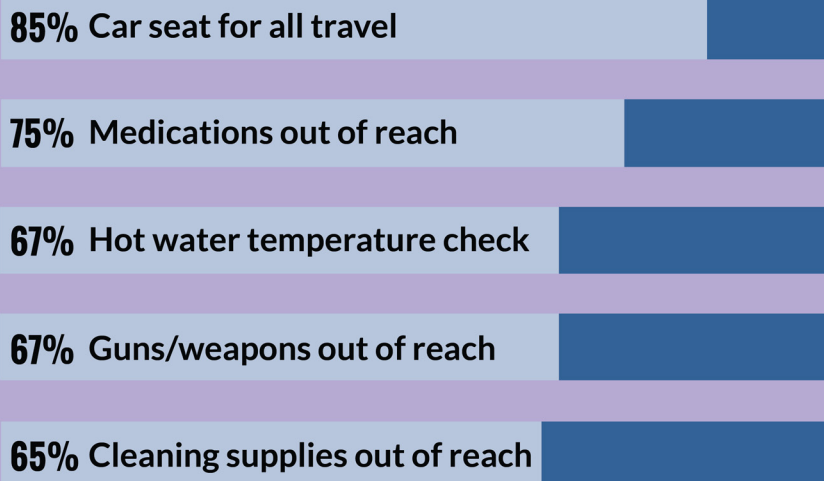 85% Car seat for all travel
75% Medications out of reach
67% Hot water temperature check
67% Guns/weapons out of reach
65% Cleaning supplies out of reach